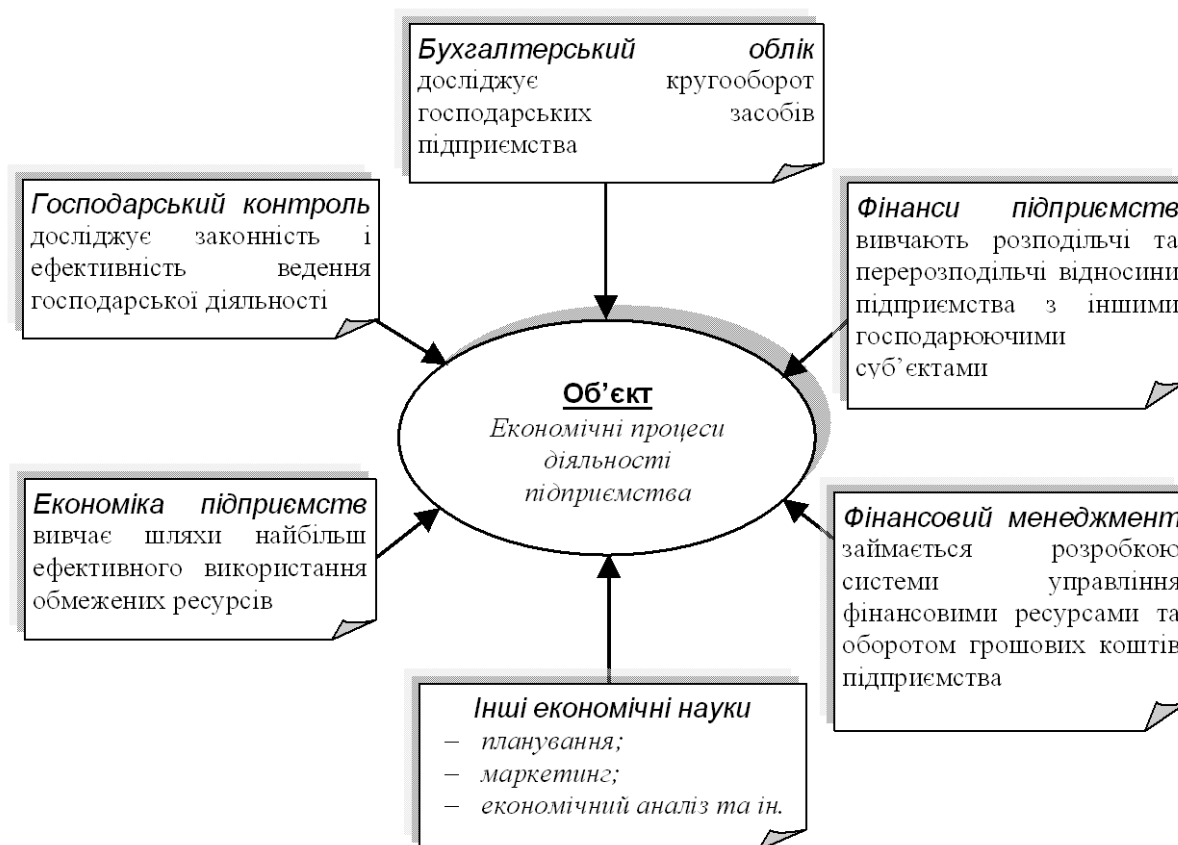 Бухгалтерський облік
досліджує кругооборот
господарських засобів
підприємства
Господарський контроль
досліджує законність і
ефективність ведення
господарської діяльності
Фінанси підприємств
вивчають розподільчі та
перерозподільчі відносини
підприємства з іншими
господарюючими
суб’єктами
Об’єкт
Економічні процеси
діяльності
підприємства
Економіка підприємств
вивчає шляхи найбільш
ефективного використання
обмежених ресурсів
Фінансовий менеджмент
займається розробкою
системи управління
фінансовими ресурсами та
оборотом грошових коштів
підприємства
Інші економічні науки
– планування;
– маркетинг;
– економічний аналіз та ін.